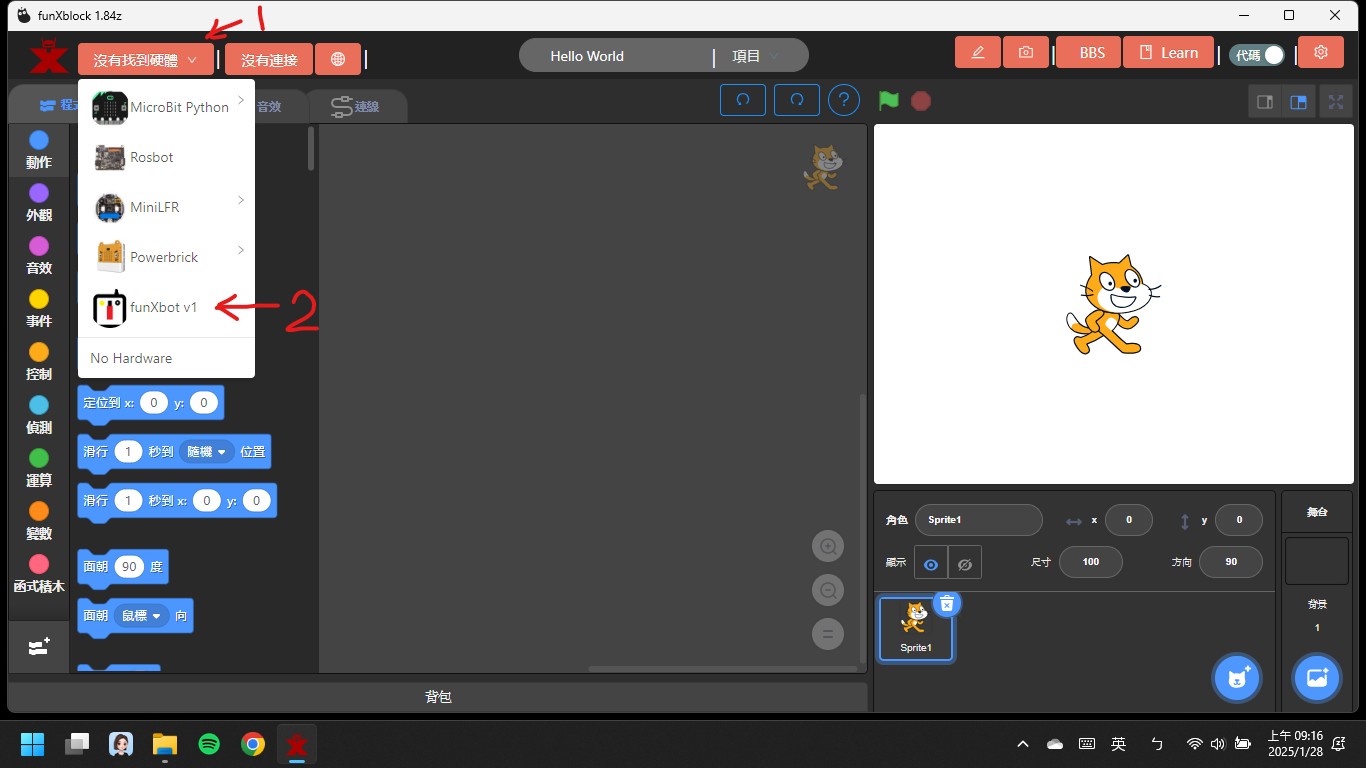 funXblock 1.84z
1
沒有找到硬體
沒有連接
Hello World
項目
BBS
Learn
代碼
程式
音效
連線
?
MicroBit Python
Rosbot
MiniLFR
Powerbrick
funXbot v1
2
No Hardware
動作
外觀
音效
事件
控制
偵測
運算
變數
函式積木
定位到 x: 0 y: 0
滑行 1 秒到 隨機 位置
滑行 1 秒到 x: 0 y: 0
面朝 90 度
面朝 鼠標 向
背包
角色 Sprite1 x 0 y 0
顯示 尺寸 100 方向 90
Sprite1
舞台
背景
1
英
ㄅ
上午 09:16
2025/1/28